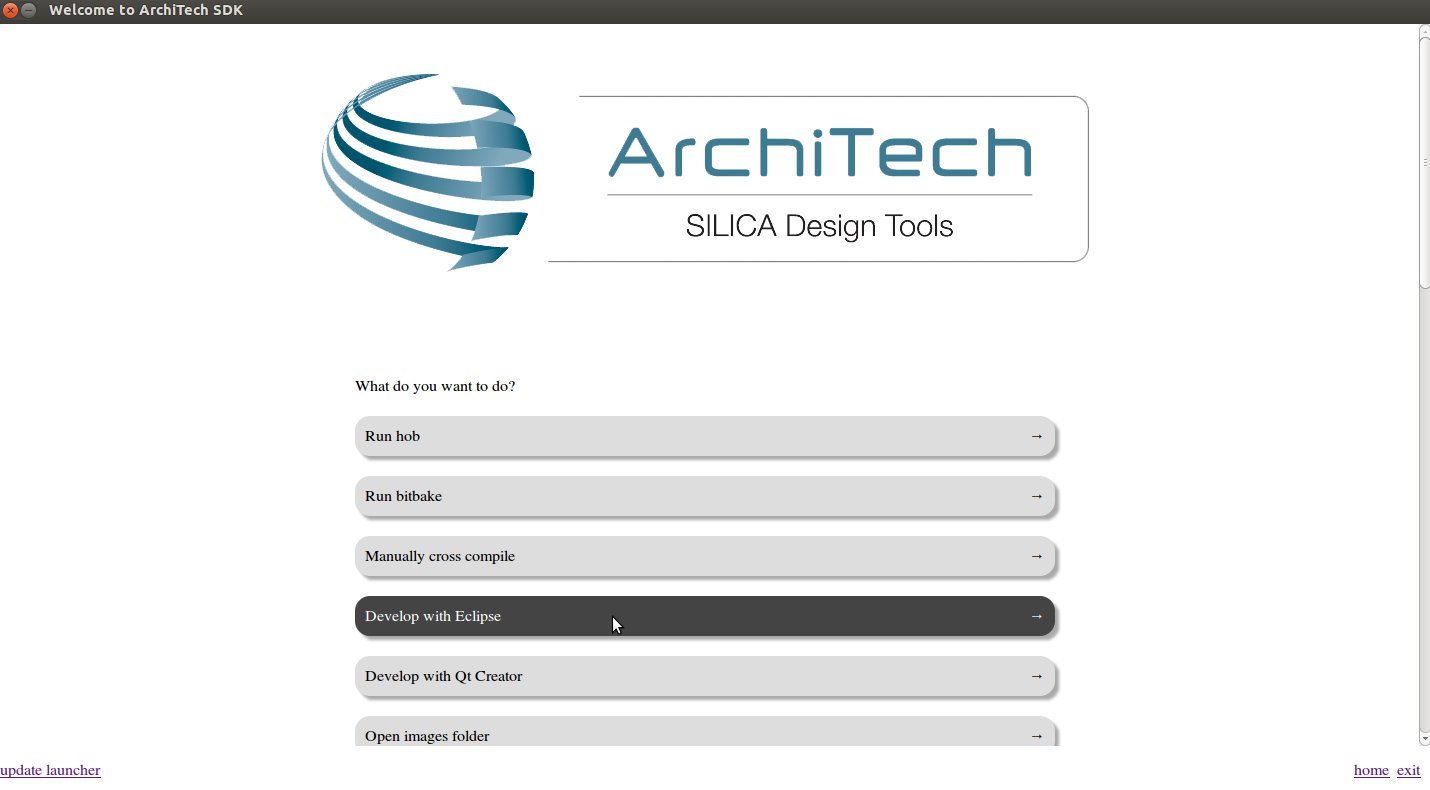 Welcome to ArchiTech SDK
ArchiTech
SILICA Design Tools
What do you want to do?
Run hob →
Run bitbake →
Manually cross compile →
Develop with Eclipse →
Develop with Qt Creator →
Open images folder →
update launcher home exit